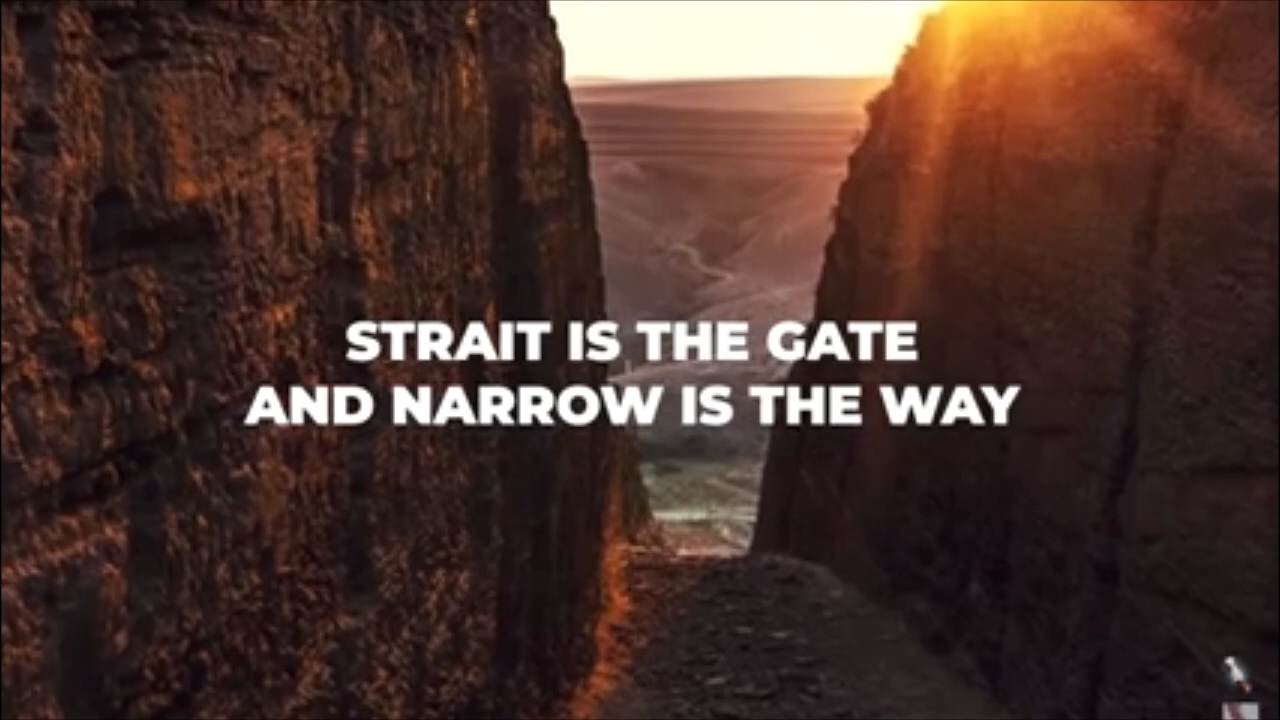 STRAIT IS THE GATE
AND NARROW IS THE WAY